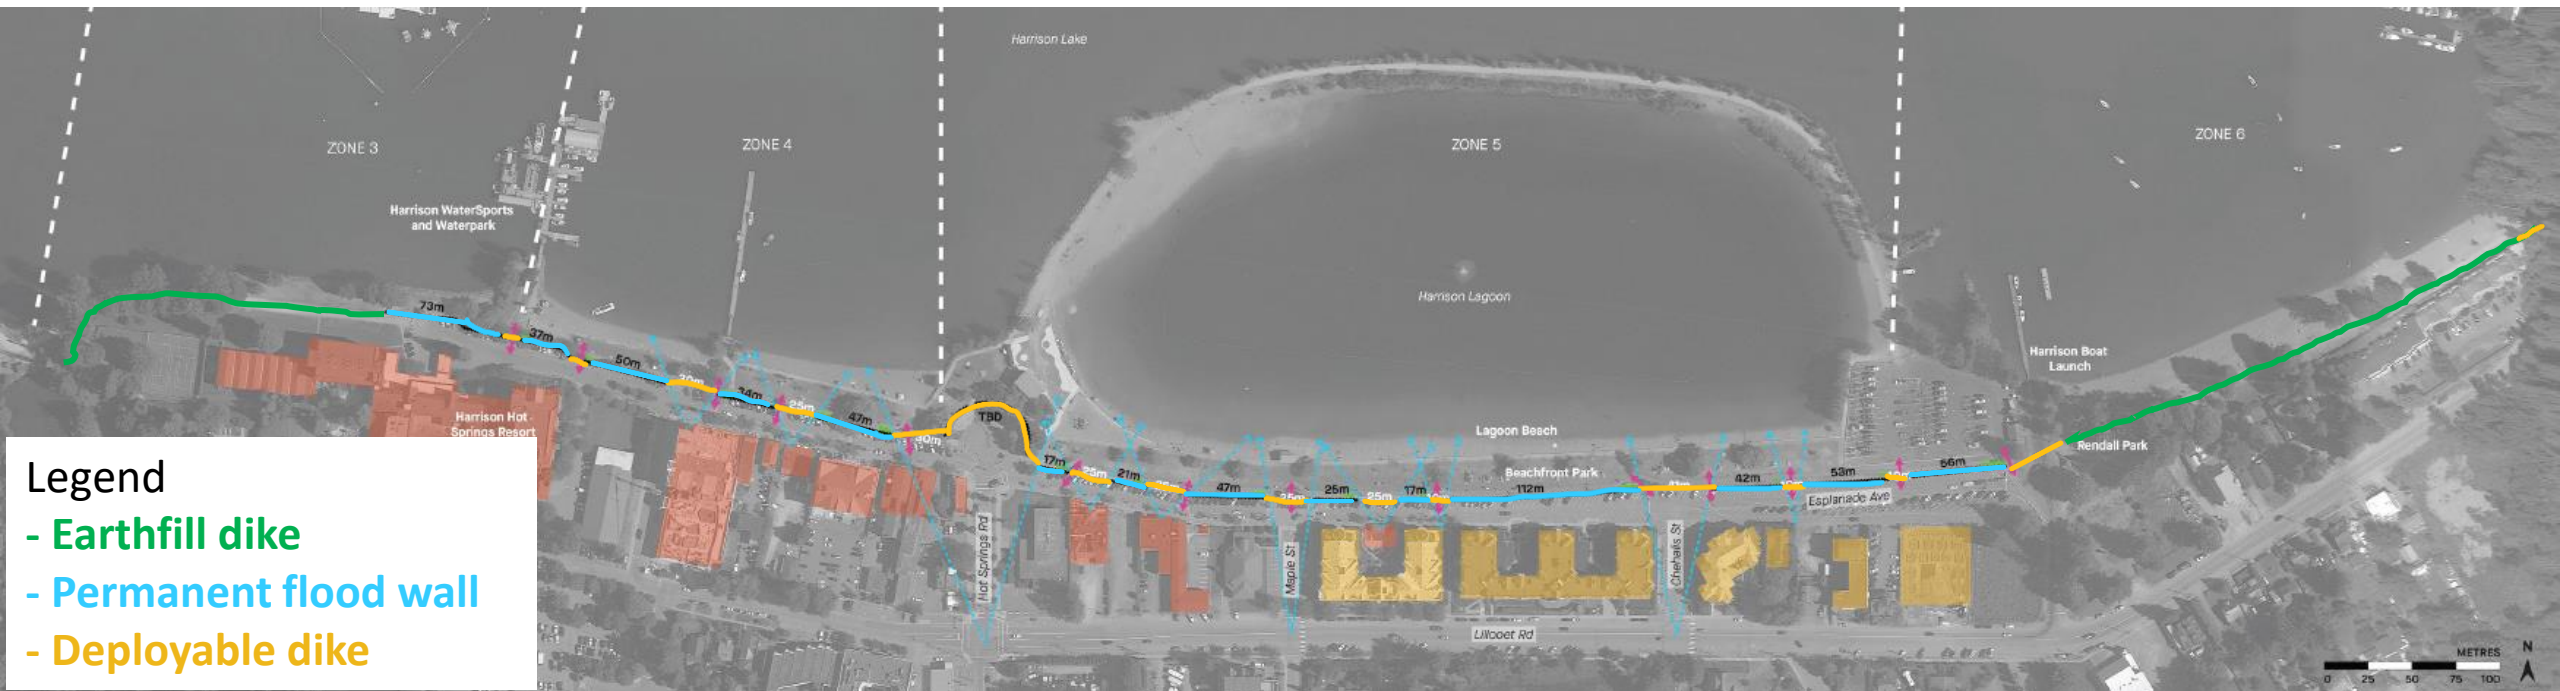 Harrison Lake
ZONE 3
ZONE 4
ZONE 5
ZONE 6
Harrison WaterSports
and Waterpark
Harrison Lagoon
73m
37m
50m
30m
34m
25m
47m
30m
TBD
17m
25m
21m
47m
25m
25m
17m
112m
42m
53m
56m
Lagoon Beach
Beachfront Park
Esplanade Ave
Harrison Boat
Launch
Rendall Park
Harrison Hot
Springs Resort
Hot Springs Rd
Maple St
Chehalis St
Lillooet Rd
Legend
- Earthfill dike
- Permanent flood wall
- Deployable dike
METRES
0 25 50 75 100
N